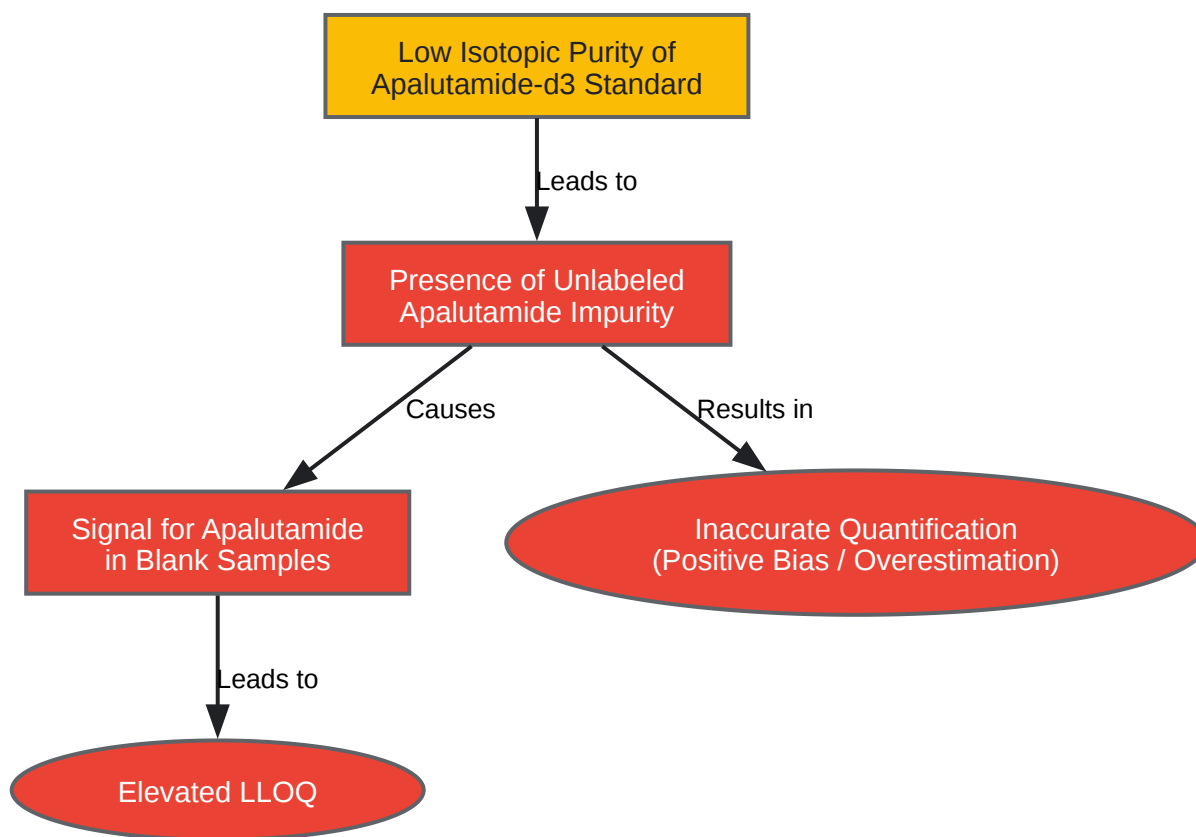 Low Isotopic Purity of
Apalutamide-d3 Standard
Leads to
Presence of Unlabeled
Apalutamide Impurity
Causes
Results in
Signal for Apalutamide
in Blank Samples
Inaccurate Quantification
(Positive Bias / Overestimation)
Leads to
Elevated LLOQ